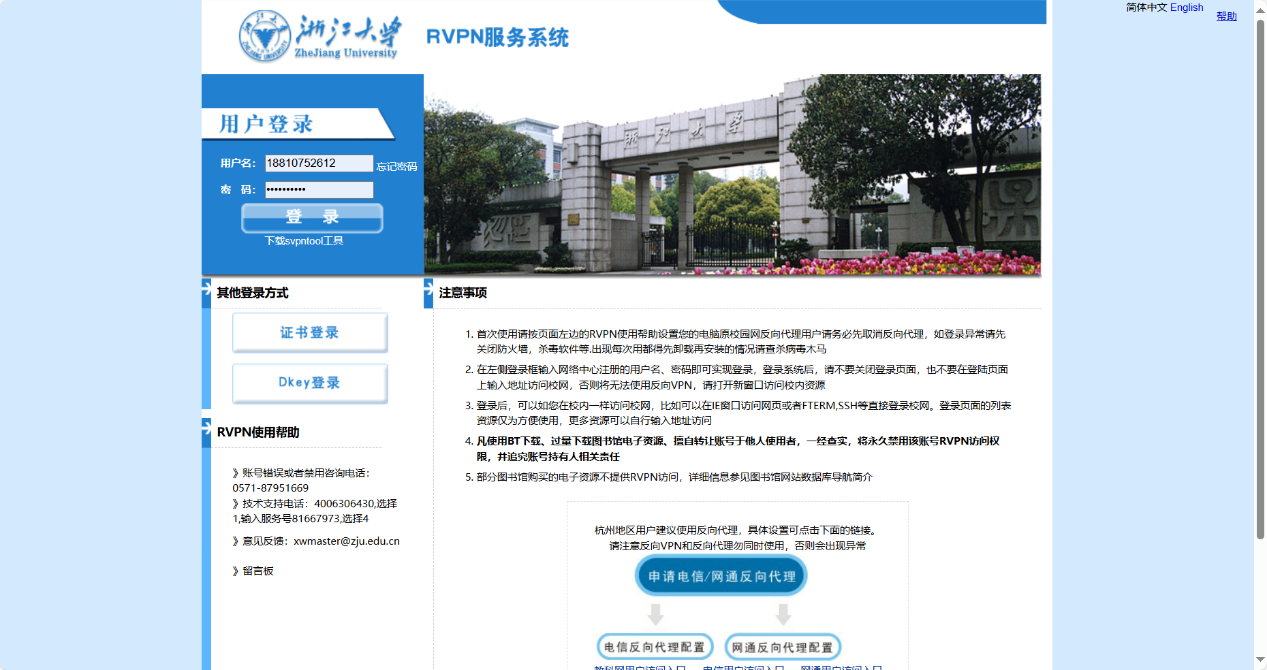 简体中文 English
帮助
浙江大学
ZheJiang University
RVPN服务系统
用户登录
用户名： 18810752612 忘记密码
密 码： ••••••••••
登 录
下载svpntool工具
浙江大学
其他登录方式
证书登录
Dkey登录
RVPN使用帮助
》账号错误或者禁用咨询电话：
0571-87951669
》技术支持电话：4006306430,选择
1,输入服务号81667973,选择4
》意见反馈：xwmaster@zju.edu.cn
》留言板
注意事项
1. 首次使用请按页面左边的RVPN使用帮助设置您的电脑原校园网反向代理用户请务必先取消反向代理，如登录异常请先
关闭防火墙，杀毒软件等.出现每次用都得先卸载再安装的情况请查杀病毒木马
2. 在左侧登录框输入网络中心注册的用户名、密码即可实现登录，登录系统后，请不要关闭登录页面，也不要在登陆页面
上输入地址访问校网，否则将无法使用反向VPN，请打开新窗口访问校内资源
3. 登录后，可以如您在校内一样访问校网，比如可以在IE窗口访问网页或者FTERM,SSH等直接登录校网。登录页面的列表
资源仅为方便使用，更多资源可以自行输入地址访问
4. 凡使用BT下载、过量下载图书馆电子资源、擅自转让账号于他人使用者，一经查实，将永久禁用该账号RVPN访问权
限，并追究账号持有人相关责任
5. 部分图书馆购买的电子资源不提供RVPN访问，详细信息参见图书馆网站数据库导航简介
杭州地区用户建议使用反向代理，具体设置可点击下面的链接。
请注意反向VPN和反向代理勿同时使用，否则会出现异常
申请电信/网通反向代理
电信反向代理配置 网通反向代理配置
教科网用户访问入口 电信用户访问入口 网通用户访问入口